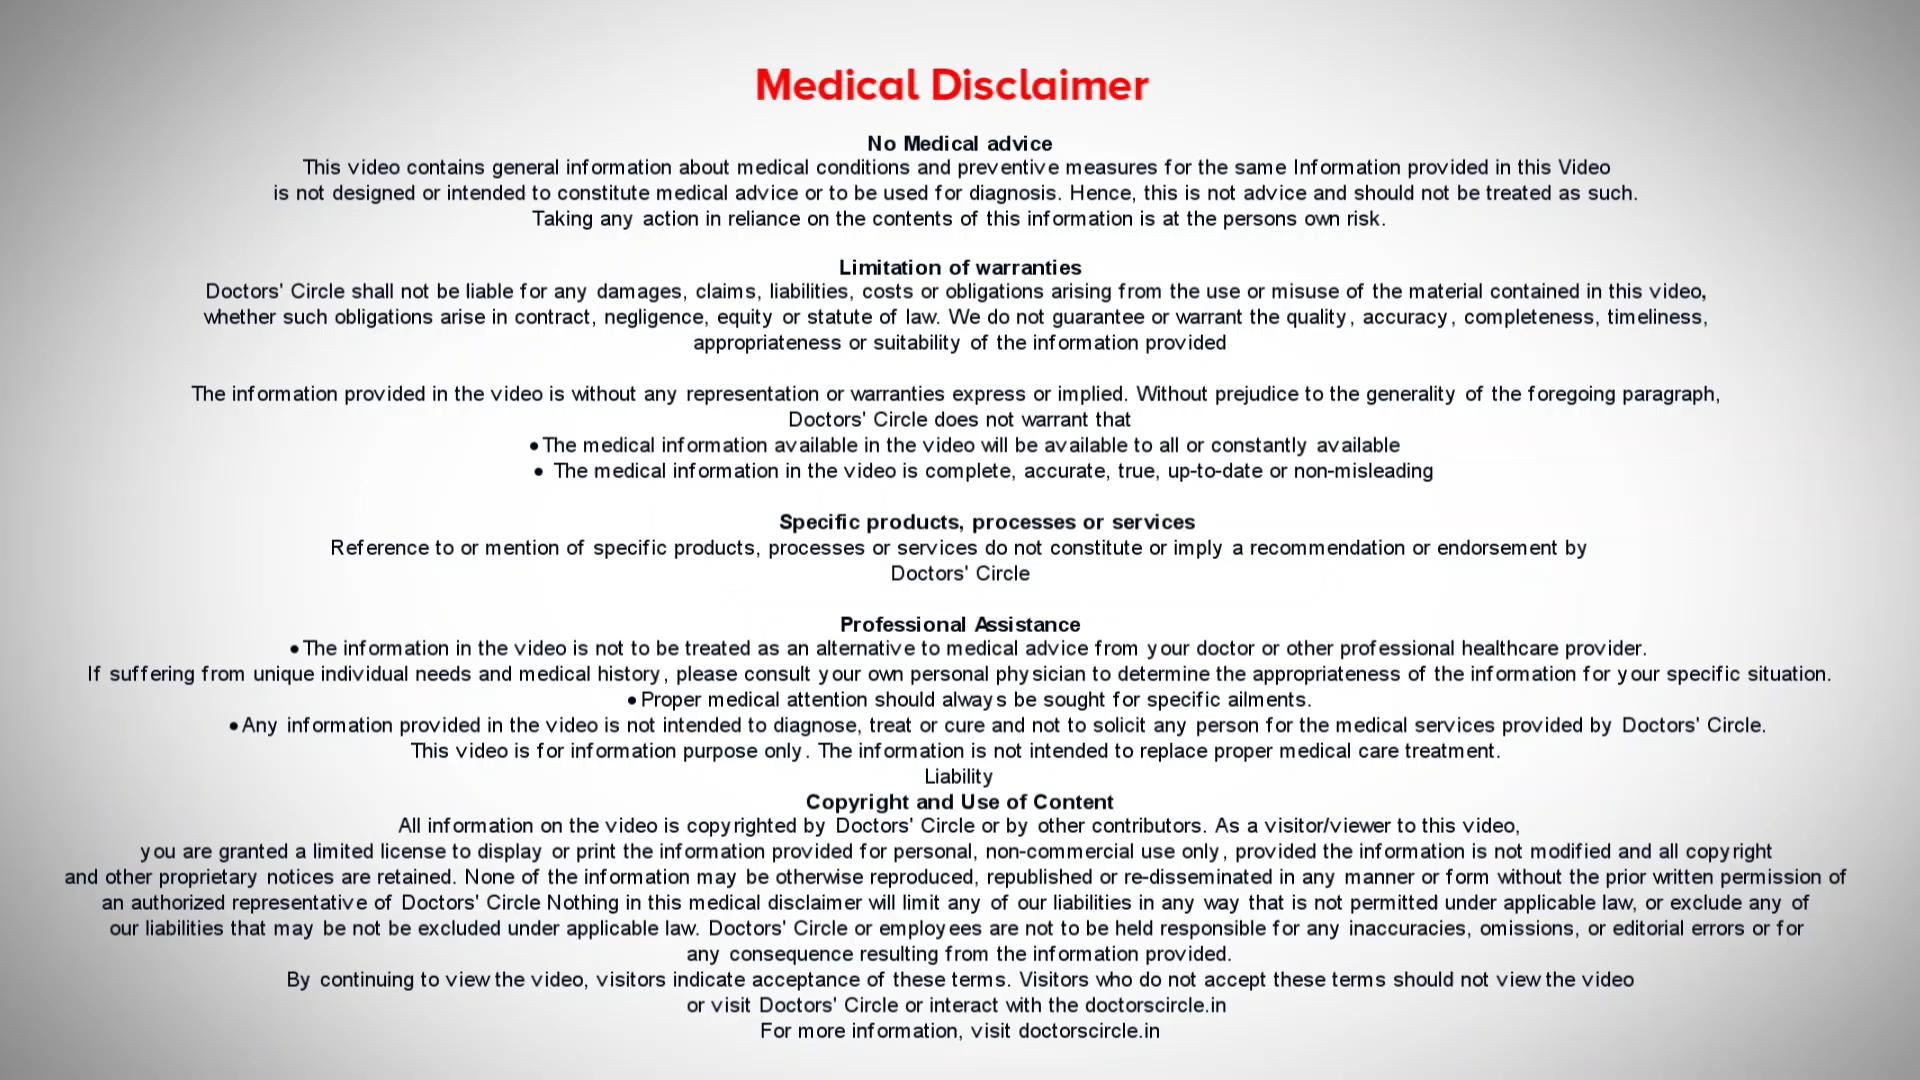 Medical Disclaimer
No Medical advice
This video contains general information about medical conditions and preventive measures for the same Information provided in this Video
is not designed or intended to constitute medical advice or to be used for diagnosis. Hence, this is not advice and should not be treated as such.
Taking any action in reliance on the contents of this information is at the persons own risk.
Limitation of warranties
Doctors' Circle shall not be liable for any damages, claims, liabilities, costs or obligations arising from the use or misuse of the material contained in this video,
whether such obligations arise in contract, negligence, equity or statute of law. We do not guarantee or warrant the quality, accuracy, completeness, timeliness,
appropriateness or suitability of the information provided
The information provided in the video is without any representation or warranties express or implied. Without prejudice to the generality of the foregoing paragraph,
Doctors' Circle does not warrant that
•The medical information available in the video will be available to all or constantly available
• The medical information in the video is complete, accurate, true, up-to-date or non-misleading
Specific products, processes or services
Reference to or mention of specific products, processes or services do not constitute or imply a recommendation or endorsement by
Doctors' Circle
Professional Assistance
•The information in the video is not to be treated as an alternative to medical advice from your doctor or other professional healthcare provider.
If suffering from unique individual needs and medical history, please consult your own personal physician to determine the appropriateness of the information for your specific situation.
•Proper medical attention should always be sought for specific ailments.
•Any information provided in the video is not intended to diagnose, treat or cure and not to solicit any person for the medical services provided by Doctors' Circle.
This video is for information purpose only. The information is not intended to replace proper medical care treatment.
Liability
Copyright and Use of Content
All information on the video is copyrighted by Doctors' Circle or by other contributors. As a visitor/viewer to this video,
you are granted a limited license to display or print the information provided for personal, non-commercial use only, provided the information is not modified and all copyright
and other proprietary notices are retained. None of the information may be otherwise reproduced, republished or re-disseminated in any manner or form without the prior written permission of
an authorized representative of Doctors' Circle Nothing in this medical disclaimer will limit any of our liabilities in any way that is not permitted under applicable law, or exclude any of
our liabilities that may be not be excluded under applicable law. Doctors' Circle or employees are not to be held responsible for any inaccuracies, omissions, or editorial errors or for
any consequence resulting from the information provided.
By continuing to view the video, visitors indicate acceptance of these terms. Visitors who do not accept these terms should not view the video
or visit Doctors' Circle or interact with the doctorscircle.in
For more information, visit doctorscircle.in